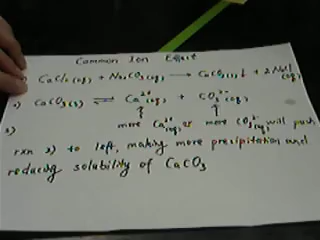 Common Ion Effect
1) CaCl₂(aq) + Na₂CO₃(aq) ⟶ CaCO₃(s)↓ + 2NaCl(aq)
2) CaCO₃(s) ⇌ Ca²⁺(aq) + CO₃²⁻(aq)
3) more Ca²⁺(aq) or more CO₃²⁻(aq) will push
rxn 2) to left, making more precipitation and
reducing solubility of CaCO₃